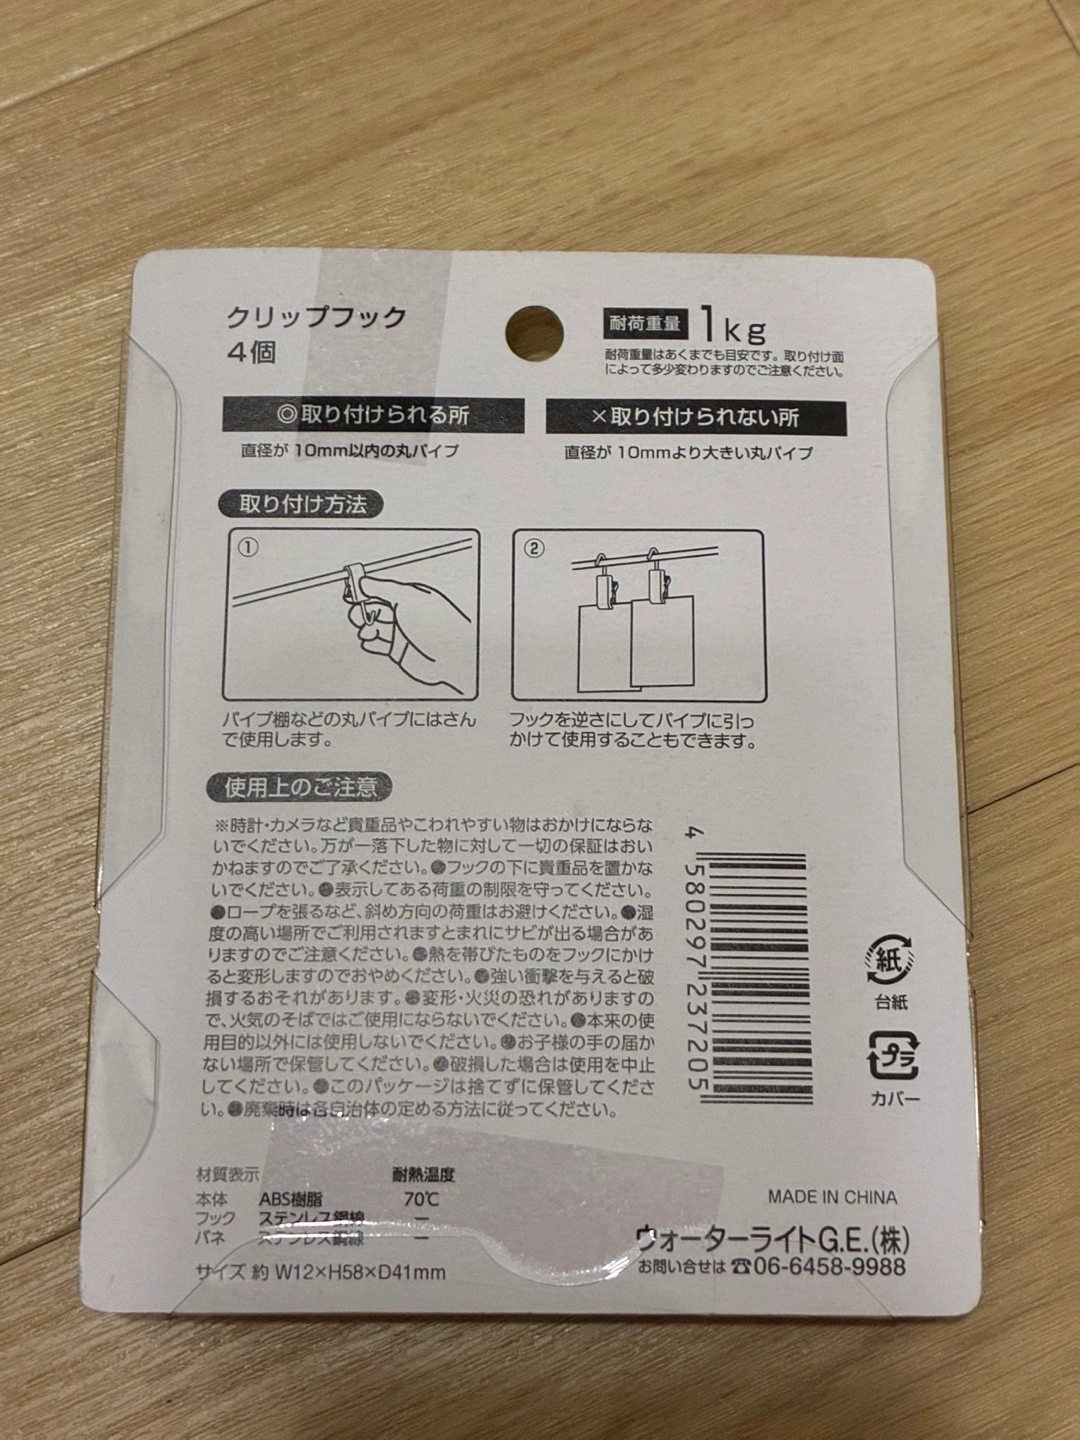 クリップフック
4個
耐荷重量 1kg
耐荷重量はあくまでも目安です。取り付け面
によって多少変わりますのでご注意ください。
◎取り付けられる所
×取り付けられない所
直径が 10mm以内の丸パイプ
直径が 10mmより大きい丸パイプ
取り付け方法
①
②
パイプ棚などの丸パイプにはさん
で使用します。
フックを逆さにしてパイプに引っ
かけて使用することもできます。
使用上のご注意
※時計・カメラなど貴重品やこわれやすい物はおかけにならな
いでください。万が一落下した物に対して一切の保証はおい
かねますのでご了承ください。●フックの下に貴重品を置かな
いでください。●表示してある荷重の制限を守ってください。
●ロープを張るなど、斜め方向の荷重はお避けください。●湿
度の高い場所でご利用されますとまれにサビが出る場合があ
りますのでご注意ください。●熱を帯びたものをフックにかけ
ると変形しますのでおやめください。●強い衝撃を与えると破
損するおそれがあります。●変形・火災の恐れがありますの
で、火気のそばではご使用にならないでください。●本来の使
用目的以外には使用しないでください。●お子様の手の届か
ない場所で保管してください。●破損した場合は使用を中止
してください。●このパッケージは捨てずに保管してくださ
い。●廃棄時は各自治体の定める方法に従ってください。
4 580297 237205
紙
台紙
プラ
カバー
材質表示 耐熱温度
本体 ABS樹脂 70℃
フック ステンレス鋼線 ー
バネ ステンレス鋼線 ー
サイズ 約 W12×H58×D41mm
MADE IN CHINA
ウォーターライトG.E.(株)
お問い合せは ☎06-6458-9988